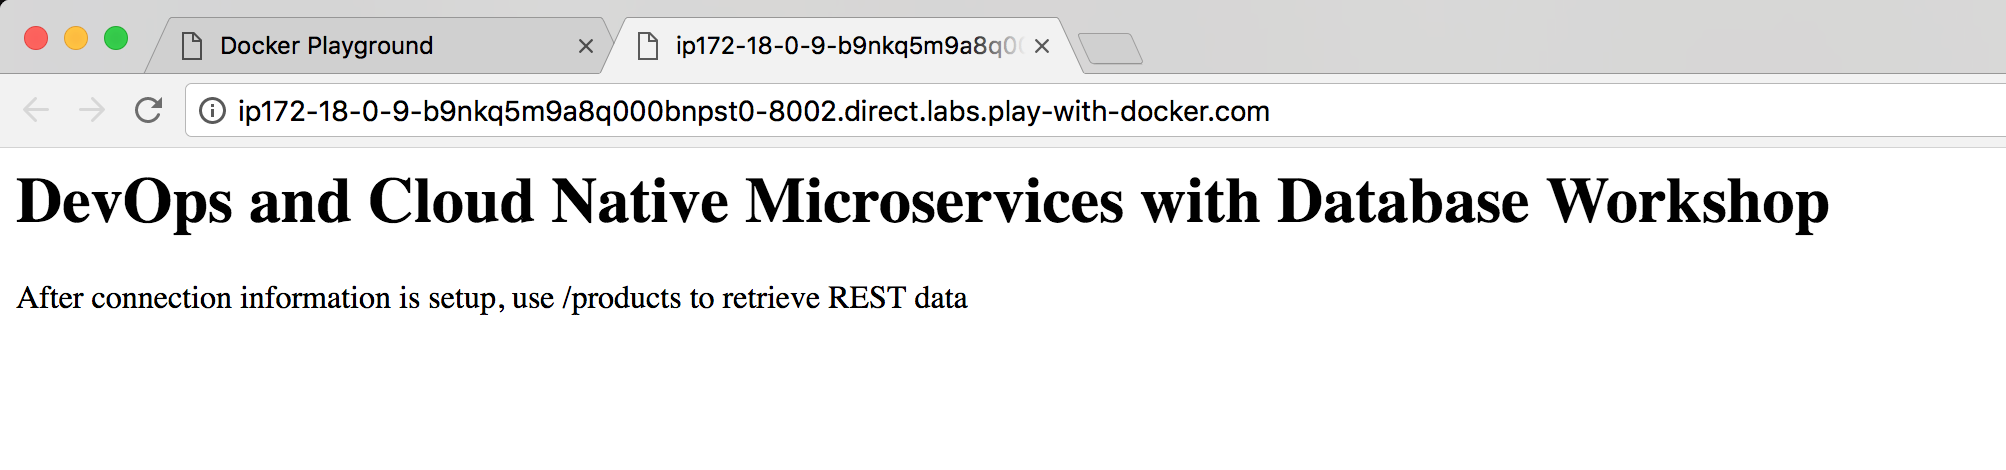 Docker Playground
ip172-18-0-9-b9nkq5m9a8q0
ip172-18-0-9-b9nkq5m9a8q000bnpst0-8002.direct.labs.play-with-docker.com
DevOps and Cloud Native Microservices with Database Workshop
After connection information is setup, use /products to retrieve REST data